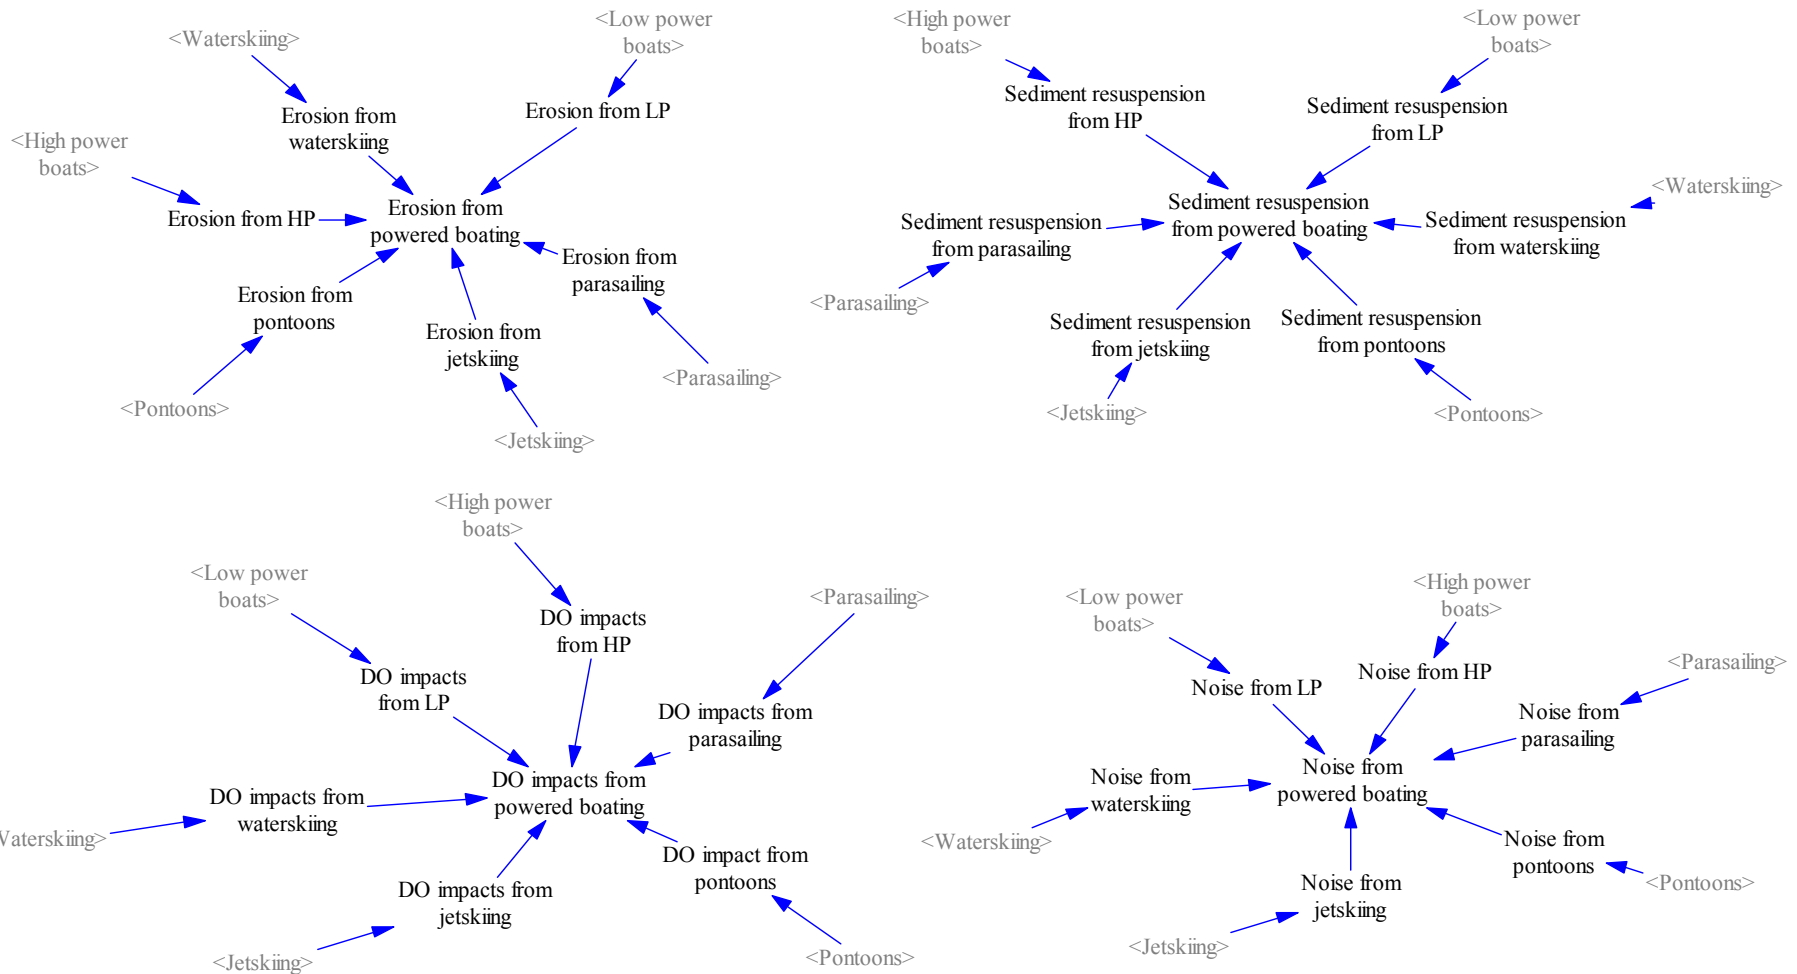 <Waterskiing>
<Low power
boats>
Erosion from
waterskiing
Erosion from LP
<High power
boats>
Erosion from HP
Erosion from
powered boating
Erosion from
parasailing
Erosion from
pontoons
Erosion from
jetskiing
<Parasailing>
<Pontoons>
<Jetskiing>
<High power
boats>
<Low power
boats>
Sediment resuspension
from HP
Sediment resuspension
from LP
<Waterskiing>
Sediment resuspension
from parasailing
Sediment resuspension
from powered boating
Sediment resuspension
from waterskiing
<Parasailing>
Sediment resuspension
from jetskiing
Sediment resuspension
from pontoons
<Jetskiing>
<Pontoons>
<High power
boats>
<Low power
boats>
<Parasailing>
DO impacts
from HP
DO impacts
from LP
DO impacts from
parasailing
DO impacts from
powered boating
DO impacts from
waterskiing
Waterskiing>
DO impact from
pontoons
DO impacts from
jetskiing
<Jetskiing>
<Pontoons>
<Low power
boats>
<High power
boats>
<Parasailing>
Noise from LP
Noise from HP
Noise from
parasailing
Noise from
waterskiing
Noise from
powered boating
<Waterskiing>
Noise from
pontoons
<Pontoons>
Noise from
jetskiing
<Jetskiing>